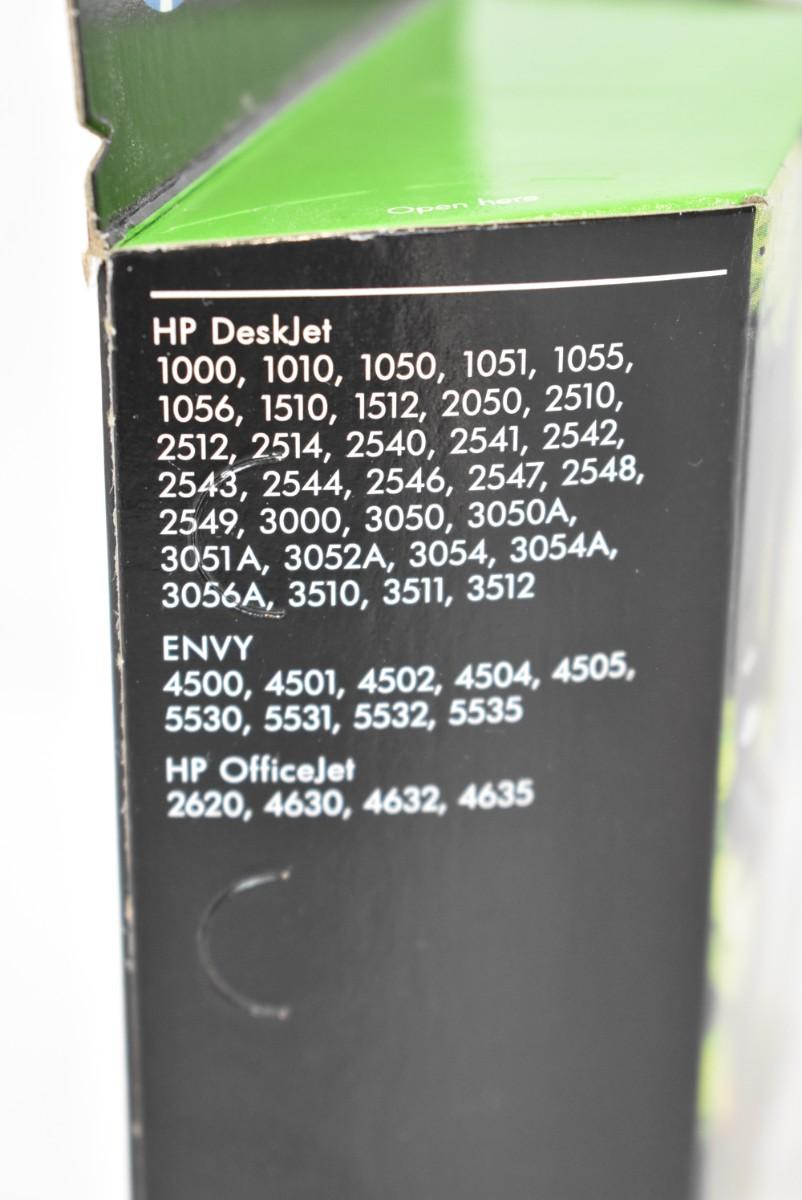 Open here
HP DeskJet
1000, 1010, 1050, 1051, 1055,
1056, 1510, 1512, 2050, 2510,
2512, 2514, 2540, 2541, 2542,
2543, 2544, 2546, 2547, 2548,
2549, 3000, 3050, 3050A,
3051A, 3052A, 3054, 3054A,
3056A, 3510, 3511, 3512
ENVY
4500, 4501, 4502, 4504, 4505,
5530, 5531, 5532, 5535
HP OfficeJet
2620, 4630, 4632, 4635